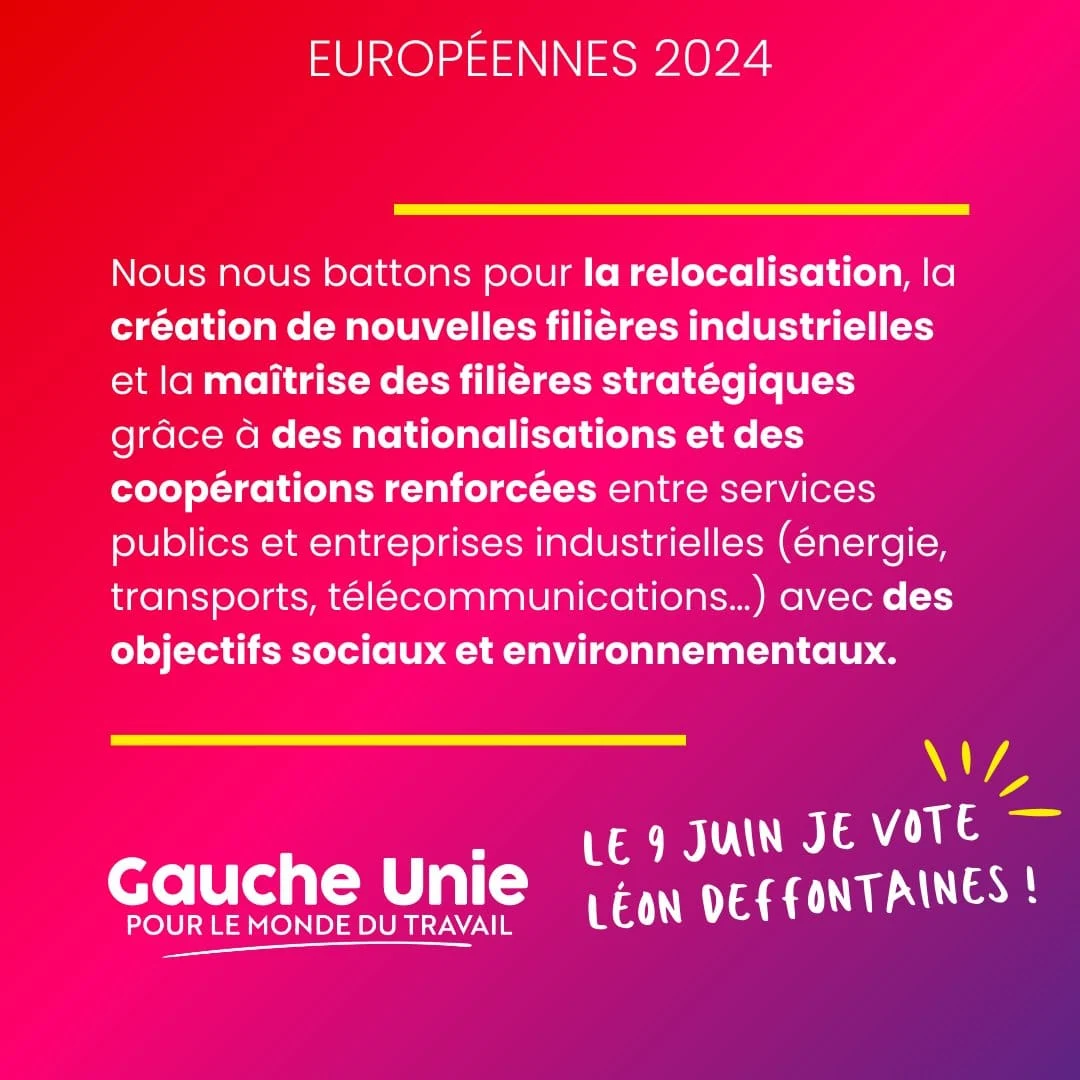 EUROPÉENNES 2024
Nous nous battons pour la relocalisation, la
création de nouvelles filières industrielles
et la maîtrise des filières stratégiques
grâce à des nationalisations et des
coopérations renforcées entre services
publics et entreprises industrielles (énergie,
transports, télécommunications...) avec des
objectifs sociaux et environnementaux.
Gauche Unie
POUR LE MONDE DU TRAVAIL
LE 9 JUIN JE VOTE
LÉON DEFFONTAINES !